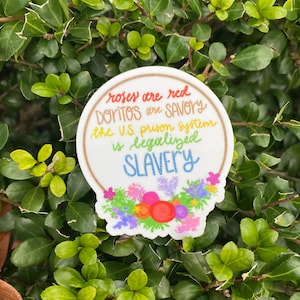 roses are red
DORITOS are SAVORY
the U.S. prison system
is legalized
SLAVERY